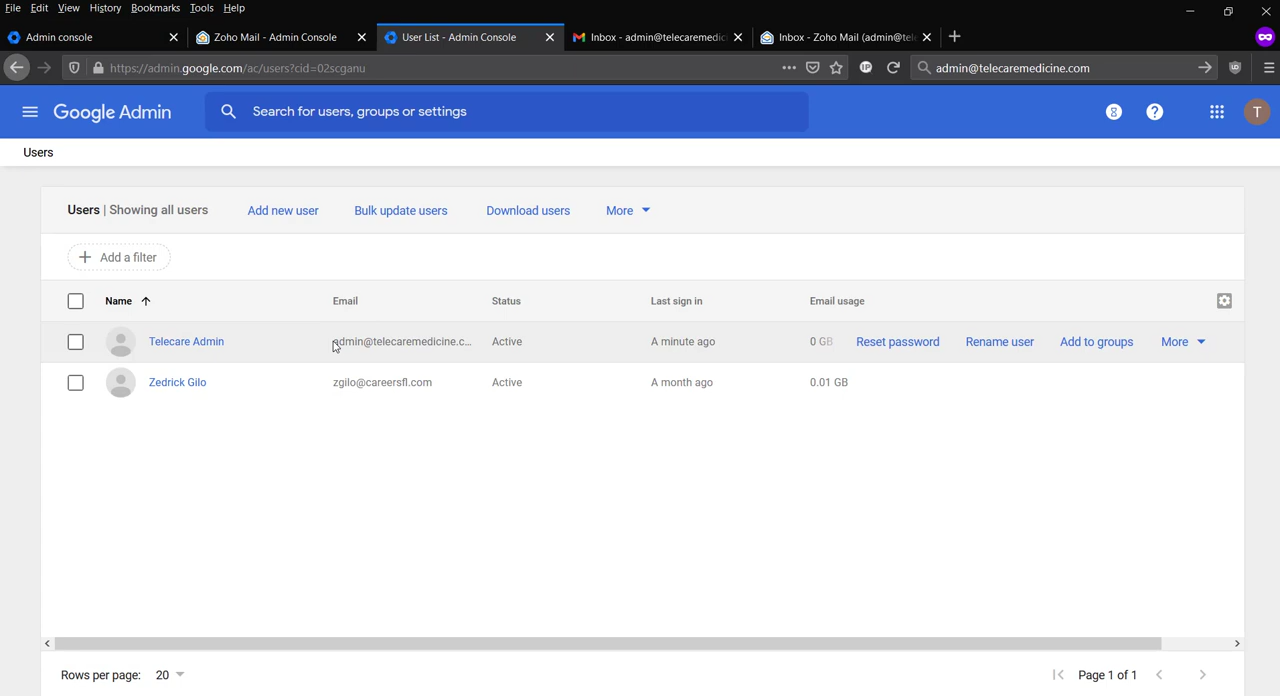 File Edit View History Bookmarks Tools Help
Admin console
Zoho Mail - Admin Console
User List - Admin Console
Inbox - admin@telecaremedic
Inbox - Zoho Mail (admin@tel
https://admin.google.com/ac/users?cid=02scganu
admin@telecaremedicine.com
Google Admin
Search for users, groups or settings
T
Users
Users | Showing all users Add new user Bulk update users Download users More
Add a filter
Name Email Status Last sign in Email usage
Telecare Admin admin@telecaremedicine.c... Active A minute ago 0 GB Reset password Rename user Add to groups More
Zedrick Gilo zgilo@careersfl.com Active A month ago 0.01 GB
Rows per page: 20 Page 1 of 1